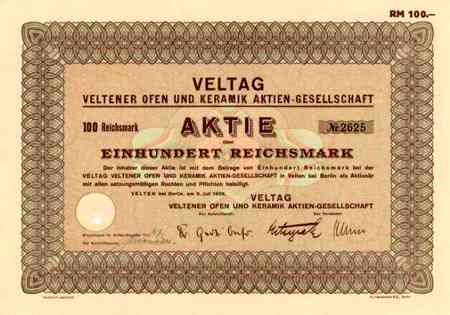 RM 100.—
VELTAG
VELTENER OFEN UND KERAMIK AKTIEN-GESELLSCHAFT
100 Reichsmark
AKTIE
№ 2625
über
EINHUNDERT REICHSMARK
Der Inhaber dieser Aktie ist mit dem Betrage von Einhundert Reichsmark bei der
VELTAG VELTENER OFEN UND KERAMIK AKTIEN-GESELLSCHAFT in Velten bei Berlin als Aktionär
mit allen satzungsmäßigen Rechten und Pflichten beteiligt.
VELTEN bei Berlin, am
VELTAG
VELTENER OFEN UND KERAMIK AKTIEN-GESELLSCHAFT
Der Aufsichtsrat:
Der Vorstand: